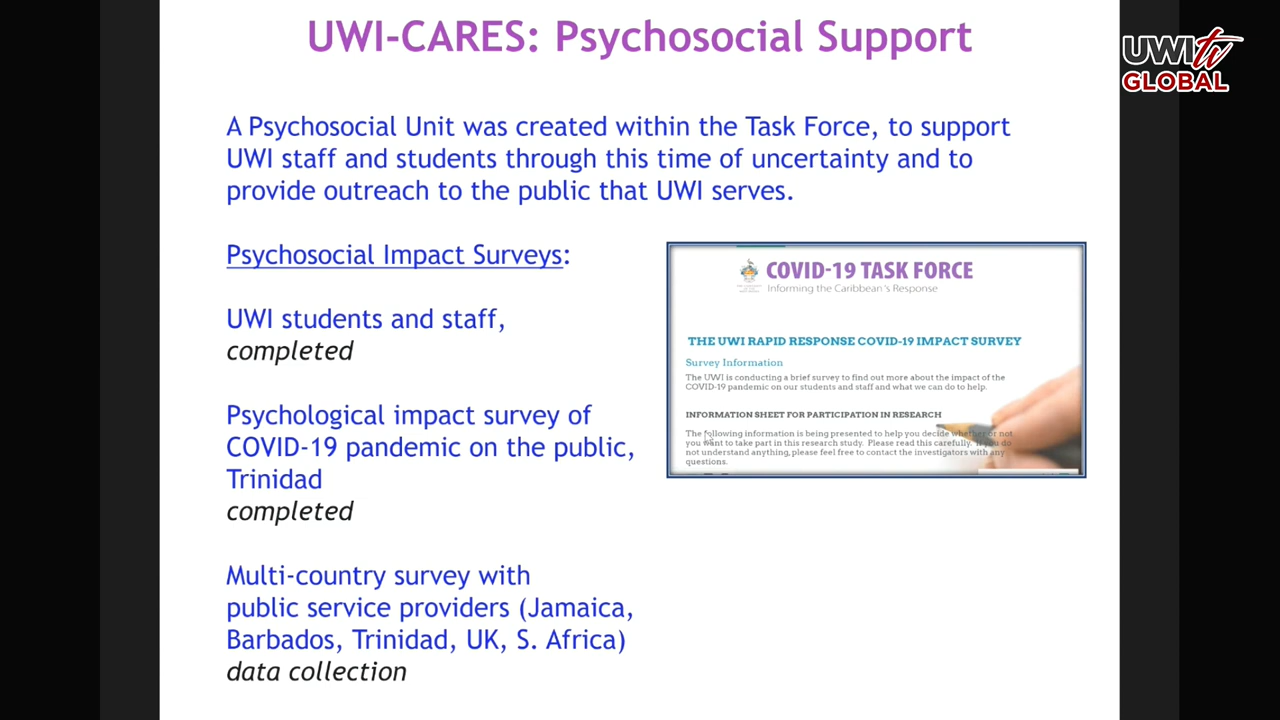 UWI-CARES: Psychosocial Support
UWItv
GLOBAL
A Psychosocial Unit was created within the Task Force, to support
UWI staff and students through this time of uncertainty and to
provide outreach to the public that UWI serves.
Psychosocial Impact Surveys:
UWI students and staff,
completed
Psychological impact survey of
COVID-19 pandemic on the public,
Trinidad
completed
Multi-country survey with
public service providers (Jamaica,
Barbados, Trinidad, UK, S. Africa)
data collection
COVID-19 TASK FORCE
Informing the Caribbean's Response
THE UWI RAPID RESPONSE COVID-19 IMPACT SURVEY
Survey Information
The UWI is conducting a brief survey to find out more about the impact of the
COVID-19 pandemic on our students and staff and what we can do to help.
INFORMATION SHEET FOR PARTICIPATION IN RESEARCH
The following information is being presented to help you decide whether or not
you want to take part in this research study. Please read this carefully. If you do
not understand anything, please feel free to contact the investigators with any
questions.